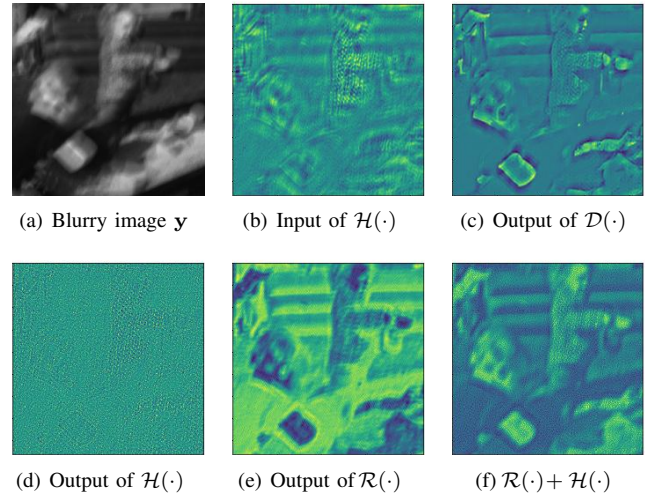 (a) Blurry image y
(b) Input of H(·)
(c) Output of D(·)
(d) Output of H(·)
(e) Output of R(·)
(f) R(·) + H(·)